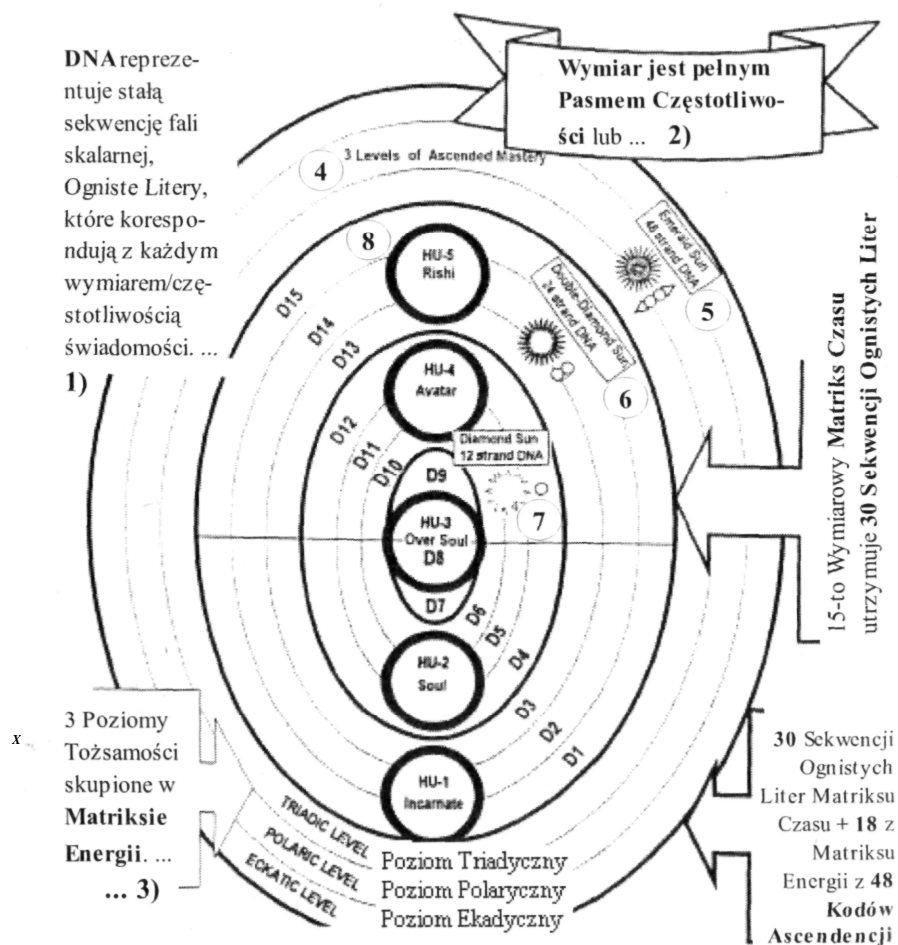 DNA repreze-
ntuje stałą
sekwencję fali
skalarnej,
Ogniste Litery,
które korespo-
ndują z każdym
wymiarem/czę-
stotliwością
świadomości. ...
1)
Wymiar jest pełnym
Pasmem Częstotliwo-
ści lub ... 2)
4
3 Levels of Ascended Mastery
8
HU-5
Rishi
Emerald Sun
48 strand DNA
5
Double-Diamond Sun
24 strand DNA
6
D15
D14
D13
HU-4
Avatar
D12
D11
D10
Diamond Sun
12 strand DNA
7
D9
HU-3
Over Soul
D8
D7
D6
D5
D4
D3
D2
D1
HU-2
Soul
HU-1
Incarnate
15-to Wymiarowy Matriks Czasu
utrzymuje 30 Sekwencji Ognistych Liter
x
3 Poziomy
Tożsamości
skupione w
Matriksie
Energii. ...
... 3)
TRIADIC LEVEL
POLARIC LEVEL
ECKATIC LEVEL
Poziom Triadyczny
Poziom Polaryczny
Poziom Ekadyczny
30 Sekwencji
Ognistych
Liter Matriksu
Czasu + 18 z
Matriksu
Energii z 48
Kodów
Ascendencji